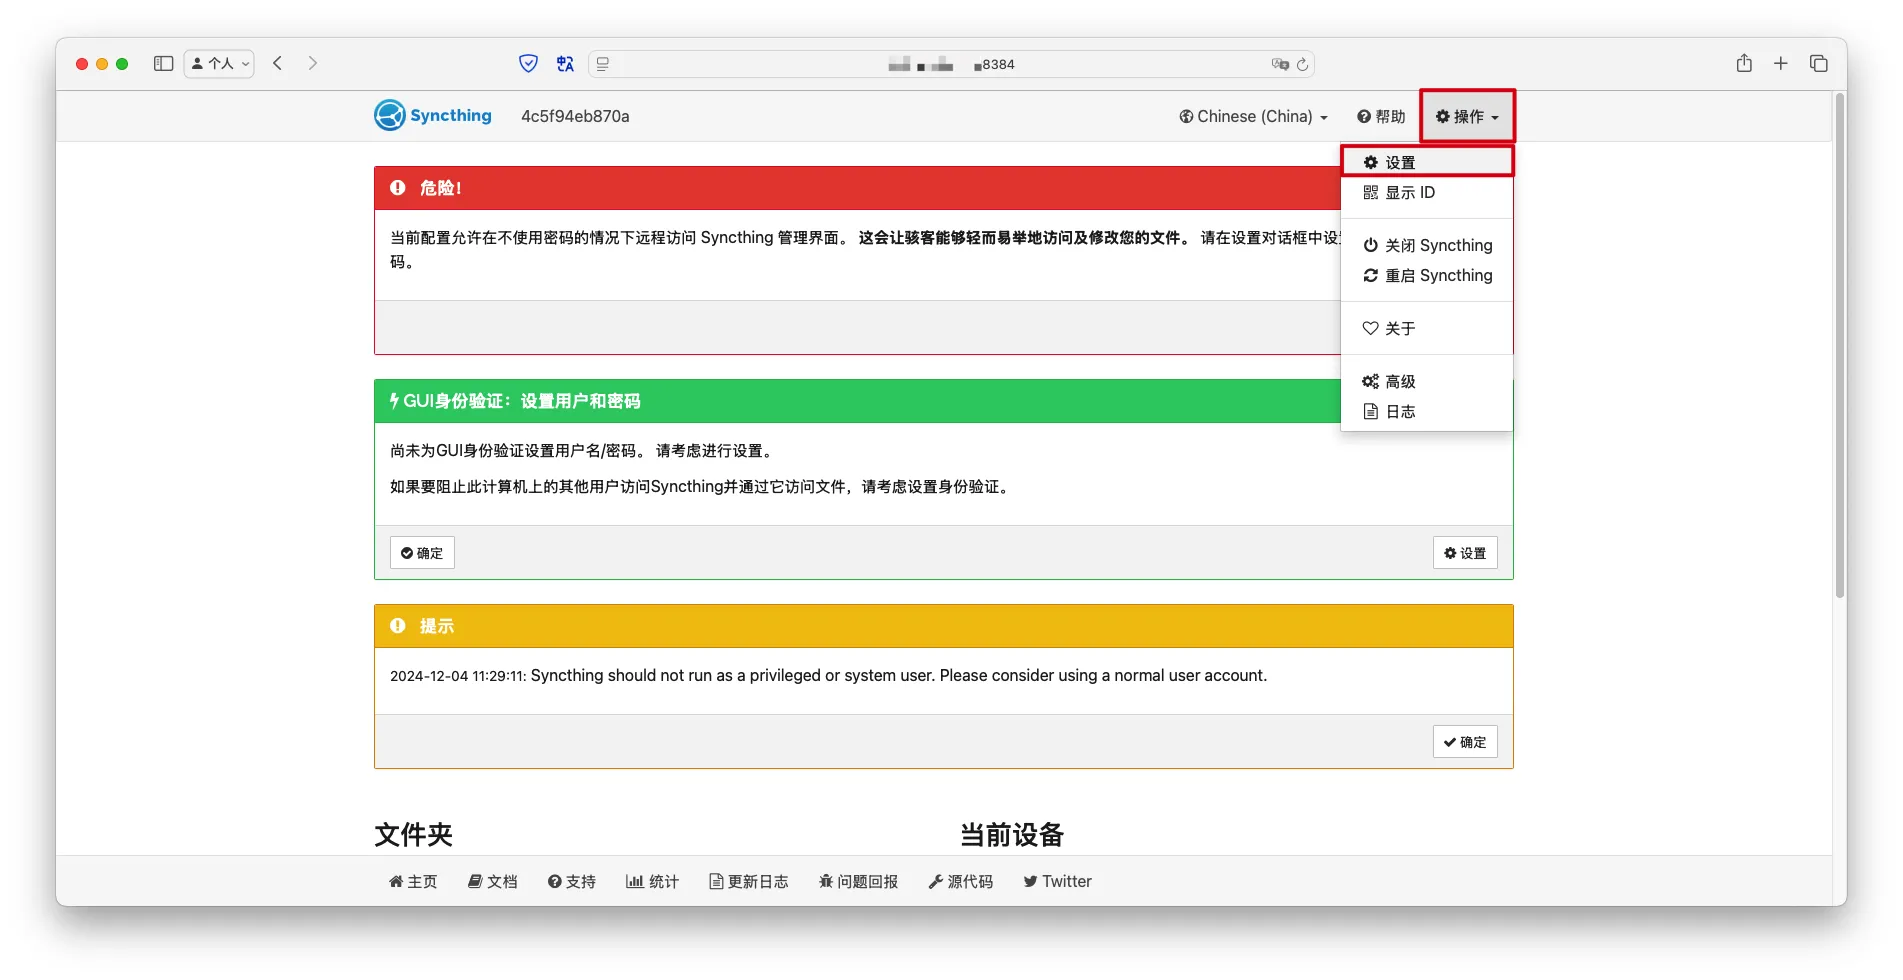 个人
8384
Syncthing 4c5f94eb870a Chinese (China) 帮助 操作
设置
显示 ID
关闭 Syncthing
重启 Syncthing
关于
高级
日志
危险！
当前配置允许在不使用密码的情况下远程访问 Syncthing 管理界面。 这会让骇客能够轻而易举地访问及修改您的文件。 请在设置对话框中设
码。
GUI身份验证：设置用户和密码
尚未为GUI身份验证设置用户名/密码。 请考虑进行设置。
如果要阻止此计算机上的其他用户访问Syncthing并通过它访问文件，请考虑设置身份验证。
确定 设置
提示
2024-12-04 11:29:11: Syncthing should not run as a privileged or system user. Please consider using a normal user account.
确定
文件夹 当前设备
主页 文档 支持 统计 更新日志 问题回报 源代码 Twitter